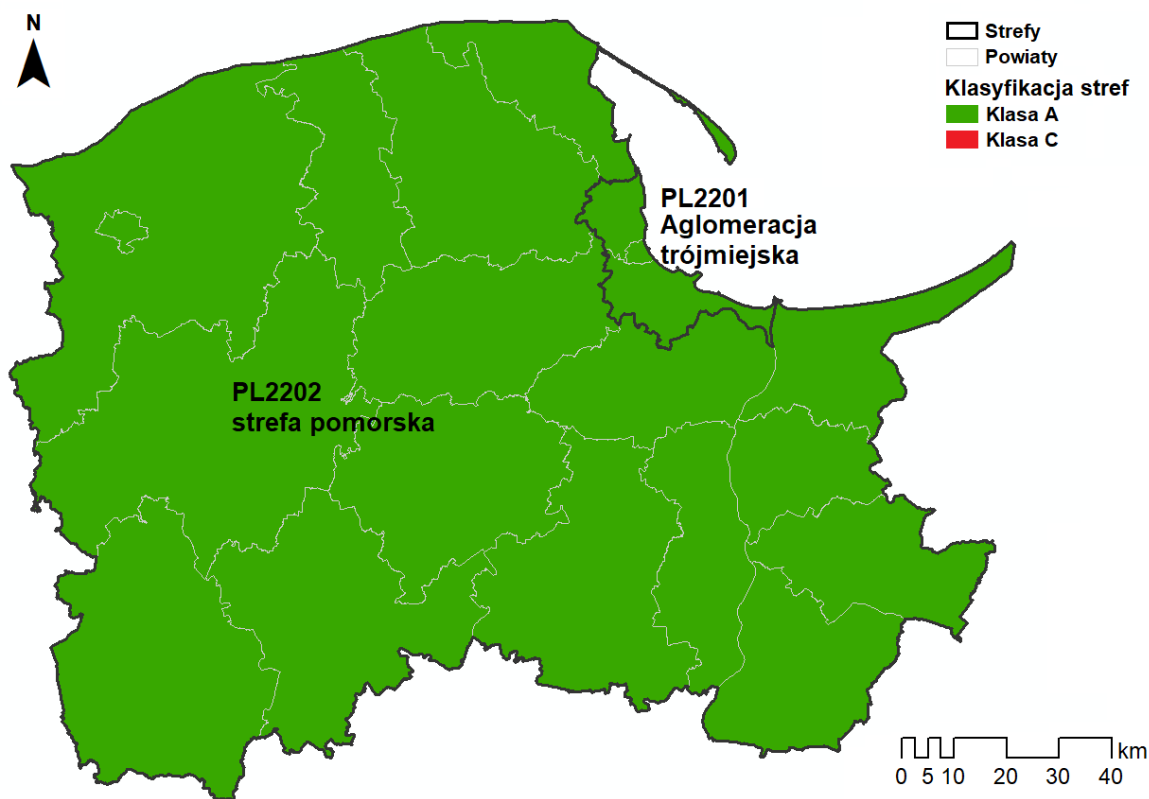 N
Strefy
Powiaty
Klasyfikacja stref
Klasa A
Klasa C
PL2201
Aglomeracja
trójmiejska
PL2202
strefa pomorska
km
0 5 10 20 30 40